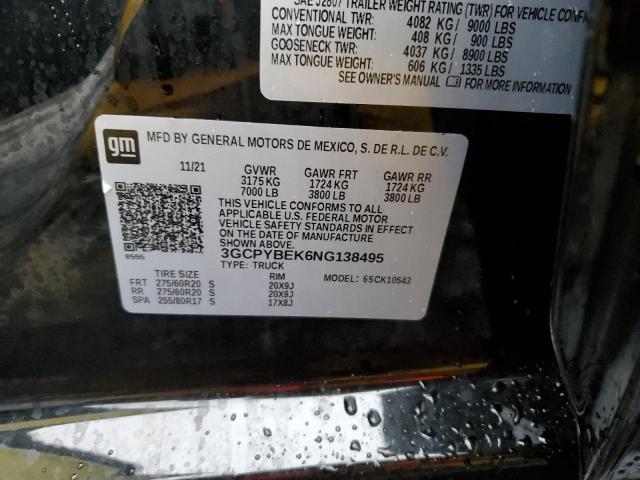 SAE J2807 TRAILER WEIGHT RATING (TWR) FOR VEHICLE
CONVENTIONAL TWR: 4082 KG / 9000 LBS
MAX TONGUE WEIGHT: 408 KG / 900 LBS
GOOSENECK TWR: 4037 KG / 8900 LBS
MAX TONGUE WEIGHT: 606 KG / 1335 LBS
SEE OWNER'S MANUAL FOR MORE INFORMATION
gm
MFD BY GENERAL MOTORS DE MEXICO, S. DE R.L. DE C.V.
11/21 GVWR GAWR FRT GAWR RR
3175 KG 1724 KG 1724 KG
7000 LB 3800 LB 3800 LB
THIS VEHICLE CONFORMS TO ALL
APPLICABLE U.S. FEDERAL MOTOR
VEHICLE SAFETY STANDARDS IN EFFECT
ON THE DATE OF MANUFACTURE
SHOWN ABOVE.
8555 3GCPYBEK6NG138495
TYPE: TRUCK MODEL: 65CK10543
TIRE SIZE RIM
FRT 275/60R20 S 20X9J
RR 275/60R20 S 20X9J
SPA 255/80R17 S 17X8J